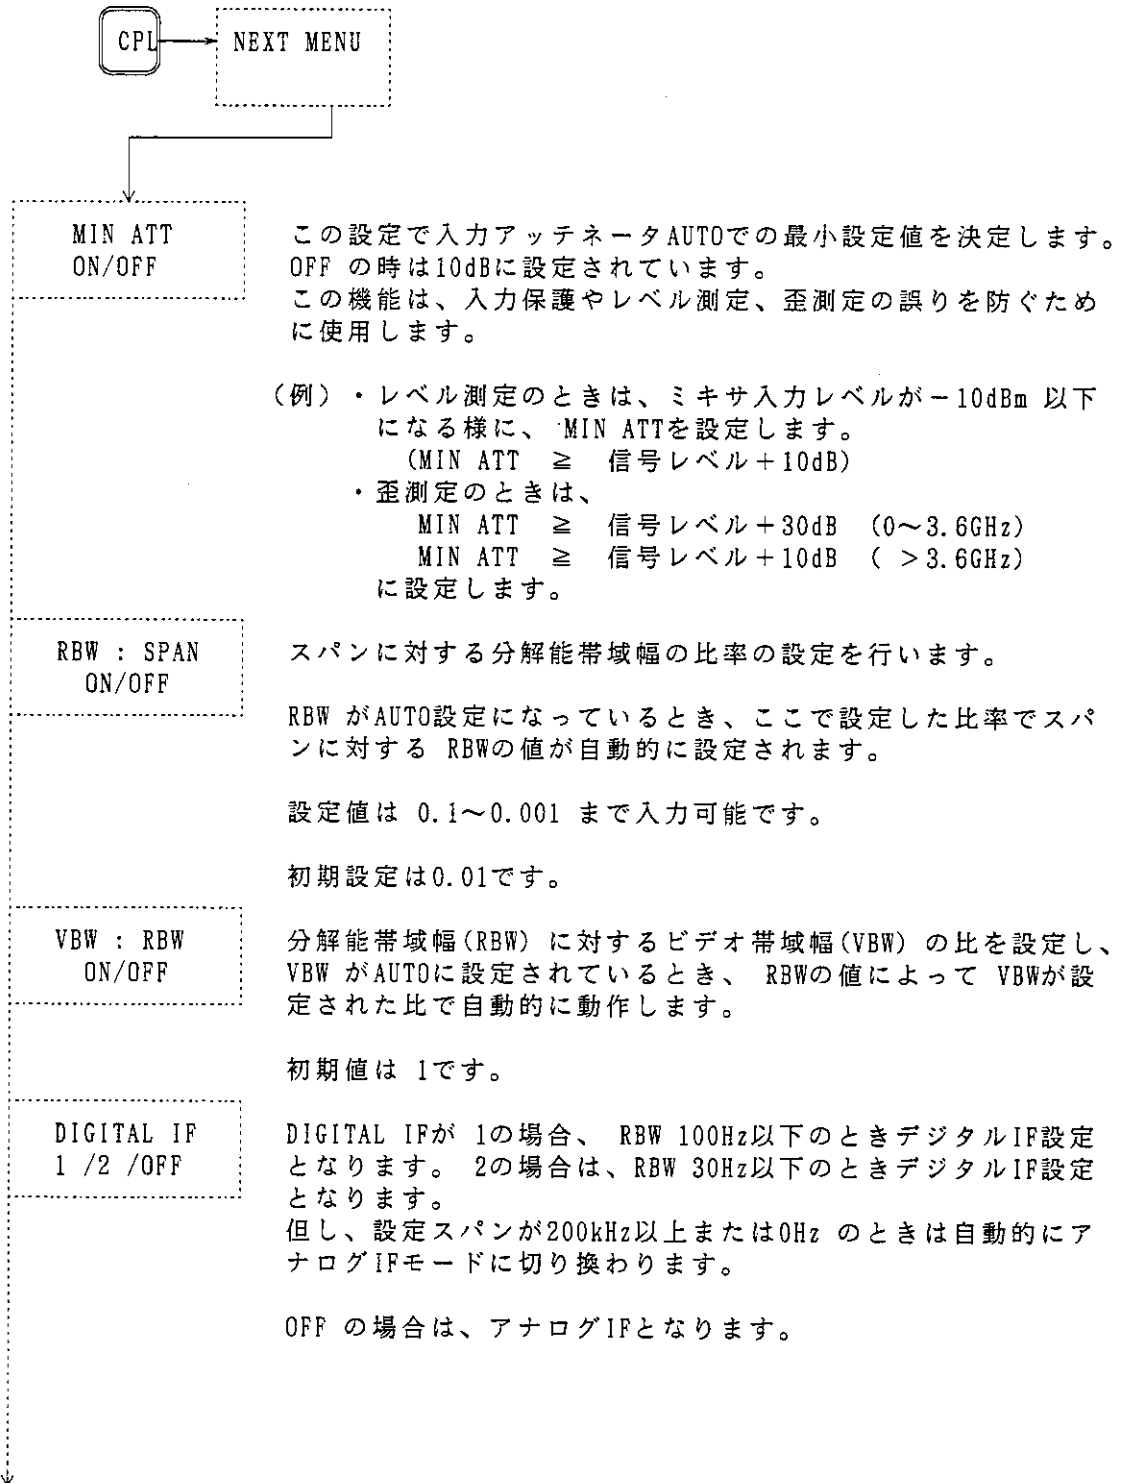 CPL
NEXT MENU
MIN ATT
ON/OFF
この設定で入力アッテネータAUTOでの最小設定値を決定します。
OFF の時は10dBに設定されています。
この機能は、入力保護やレベル測定、歪測定の誤りを防ぐため
に使用します。
(例)・レベル測定のときは、ミキサ入力レベルが－10dBm 以下
になる様に、 MIN ATTを設定します。
(MIN ATT ≧ 信号レベル＋10dB)
・歪測定のときは、
MIN ATT ≧ 信号レベル＋30dB (0～3.6GHz)
MIN ATT ≧ 信号レベル＋10dB ( ＞3.6GHz)
に設定します。
RBW : SPAN
ON/OFF
スパンに対する分解能帯域幅の比率の設定を行います。
RBW がAUTO設定になっているとき、ここで設定した比率でスパ
ンに対する RBWの値が自動的に設定されます。
設定値は 0.1～0.001 まで入力可能です。
初期設定は0.01です。
VBW : RBW
ON/OFF
分解能帯域幅(RBW) に対するビデオ帯域幅(VBW) の比を設定し、
VBW がAUTOに設定されているとき、 RBWの値によって VBWが設
定された比で自動的に動作します。
初期値は 1です。
DIGITAL IF
1 /2 /OFF
DIGITAL IFが 1の場合、 RBW 100Hz以下のときデジタルIF設定
となります。 2の場合は、RBW 30Hz以下のときデジタルIF設定
となります。
但し、設定スパンが200kHz以上または0Hz のときは自動的にア
ナログIFモードに切り換わります。
OFF の場合は、アナログIFとなります。